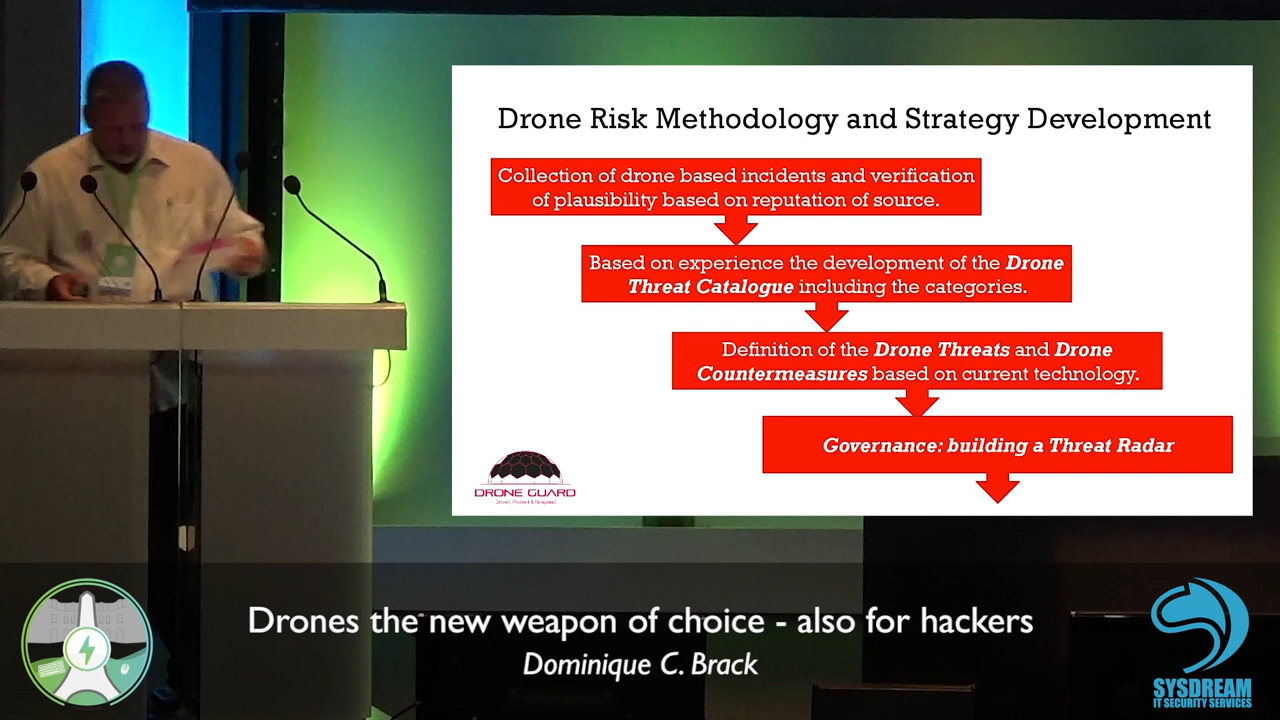 Drone Risk Methodology and Strategy Development
Collection of drone based incidents and verification
of plausibility based on reputation of source.
Based on experience the development of the Drone
Threat Catalogue including the categories.
Definition of the Drone Threats and Drone
Countermeasures based on current technology.
Governance: building a Threat Radar
DRONE GUARD
Detect, Protect & Respond
Drones the new weapon of choice - also for hackers
Dominique C. Brack
SYSDREAM
IT SECURITY SERVICES